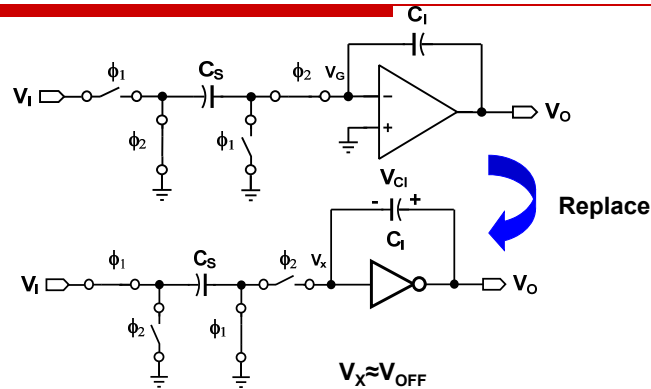 C_I
V_I ϕ₁ C_S ϕ₂ V_G − V_O
ϕ₂ ϕ₁ +
V_CI
- +
Replace
C_I
V_I ϕ₁ C_S ϕ₂ V_x V_O
ϕ₂ ϕ₁
V_X≈V_OFF